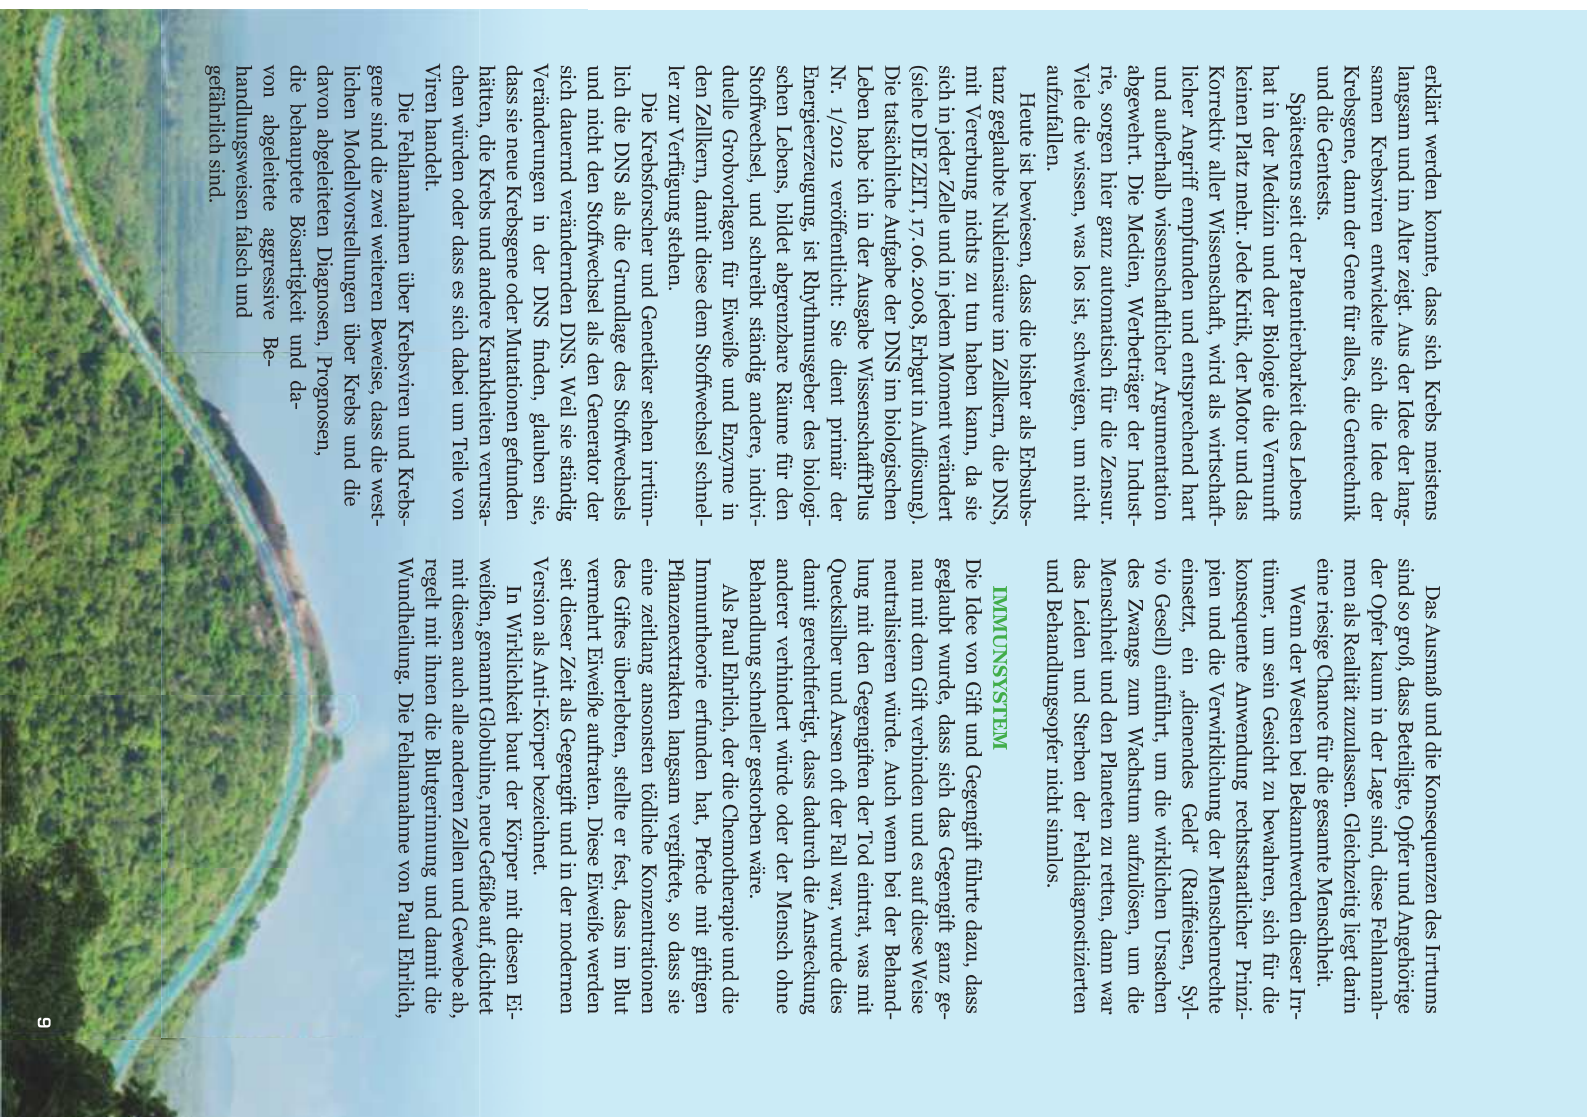 erklärt werden konnte, dass sich Krebs meistens
langsam und im Alter zeigt. Aus der Idee der lang-
samen Krebsviren entwickelte sich die Idee der
Krebsgene, dann der Gene für alles, die Gentechnik
und die Gentests.
Spätestens seit der Patentierbarkeit des Lebens
hat in der Medizin und der Biologie die Vernunft
keinen Platz mehr. Jede Kritik, der Motor und das
Korrektiv aller Wissenschaft, wird als wirtschaft-
licher Angriff empfunden und entsprechend hart
und außerhalb wissenschaftlicher Argumentation
abgewehrt. Die Medien, Werbeträger der Indust-
rie, sorgen hier ganz automatisch für die Zensur.
Viele die wissen, was los ist, schweigen, um nicht
aufzufallen.
Heute ist bewiesen, dass die bisher als Erbsubs-
tanz geglaubte Nukleinsäure im Zellkern, die DNS,
mit Vererbung nichts zu tun haben kann, da sie
sich in jeder Zelle und in jedem Moment verändert
(siehe DIE ZEIT, 17. 06. 2008, Erbgut in Auflösung).
Die tatsächliche Aufgabe der DNS im biologischen
Leben habe ich in der Ausgabe WissenschafftPlus
Nr. 1/2012 veröffentlicht: Sie dient primär der
Energieerzeugung, ist Rhythmusgeber des biologi-
schen Lebens, bildet abgrenzbare Räume für den
Stoffwechsel, und schreibt ständig andere, indivi-
duelle Grobvorlagen für Eiweiße und Enzyme in
den Zellkern, damit diese dem Stoffwechsel schnel-
ler zur Verfügung stehen.
Die Krebsforscher und Genetiker sehen irrtüm-
lich die DNS als die Grundlage des Stoffwechsels
und nicht den Stoffwechsel als den Generator der
sich dauernd verändernden DNS. Weil sie ständig
Veränderungen in der DNS finden, glauben sie,
dass sie neue Krebsgene oder Mutationen gefunden
hätten, die Krebs und andere Krankheiten verursa-
chen würden oder dass es sich dabei um Teile von
Viren handelt.
Die Fehlannahmen über Krebsviren und Krebs-
gene sind die zwei weiteren Beweise, dass die west-
lichen Modellvorstellungen über Krebs und die
davon abgeleiteten Diagnosen, Prognosen,
die behauptete Bösartigkeit und da-
von abgeleitete aggressive Be-
handlungsweisen falsch und
gefährlich sind.
Das Ausmaß und die Konsequenzen des Irrtums
sind so groß, dass Beteiligte, Opfer und Angehörige
der Opfer kaum in der Lage sind, diese Fehlannah-
men als Realität zuzulassen. Gleichzeitig liegt darin
eine riesige Chance für die gesamte Menschheit.
Wenn der Westen bei Bekanntwerden dieser Irr-
tümer, um sein Gesicht zu bewahren, sich für die
konsequente Anwendung rechtsstaatlicher Prinzi-
pien und die Verwirklichung der Menschenrechte
einsetzt, ein „dienendes Geld“ (Raiffeisen, Syl-
vio Gesell) einführt, um die wirklichen Ursachen
des Zwangs zum Wachstum aufzulösen, um die
Menschheit und den Planeten zu retten, dann war
das Leiden und Sterben der Fehldiagnostizierten
und Behandlungsopfer nicht sinnlos.
IMMUNSYSTEM
Die Idee von Gift und Gegengift führte dazu, dass
geglaubt wurde, dass sich das Gegengift ganz ge-
nau mit dem Gift verbinden und es auf diese Weise
neutralisieren würde. Auch wenn bei der Behand-
lung mit den Gegengiften der Tod eintrat, was mit
Quecksilber und Arsen oft der Fall war, wurde dies
damit gerechtfertigt, dass dadurch die Ansteckung
anderer verhindert würde oder der Mensch ohne
Behandlung schneller gestorben wäre.
Als Paul Ehrlich, der die Chemotherapie und die
Immuntheorie erfunden hat, Pferde mit giftigen
Pflanzenextrakten langsam vergiftete, so dass sie
eine zeitlang ansonsten tödliche Konzentrationen
des Giftes überlebten, stellte er fest, dass im Blut
vermehrt Eiweiße auftraten. Diese Eiweiße werden
seit dieser Zeit als Gegengift und in der modernen
Version als Anti-Körper bezeichnet.
In Wirklichkeit baut der Körper mit diesen Ei-
weißen, genannt Globuline, neue Gefäße auf, dichtet
mit diesen auch alle anderen Zellen und Gewebe ab,
regelt mit ihnen die Blutgerinnung und damit die
Wundheilung. Die Fehlannahme von Paul Ehrlich,
9